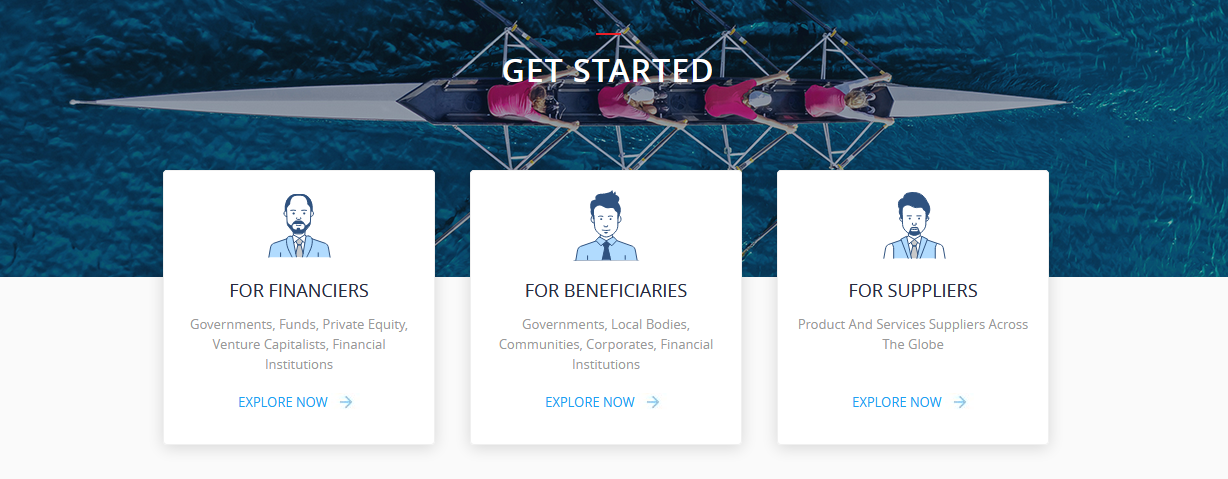 GET STARTED
FOR FINANCIERS
Governments, Funds, Private Equity,
Venture Capitalists, Financial
Institutions
EXPLORE NOW
FOR BENEFICIARIES
Governments, Local Bodies,
Communities, Corporates, Financial
Institutions
EXPLORE NOW
FOR SUPPLIERS
Product And Services Suppliers Across
The Globe
EXPLORE NOW